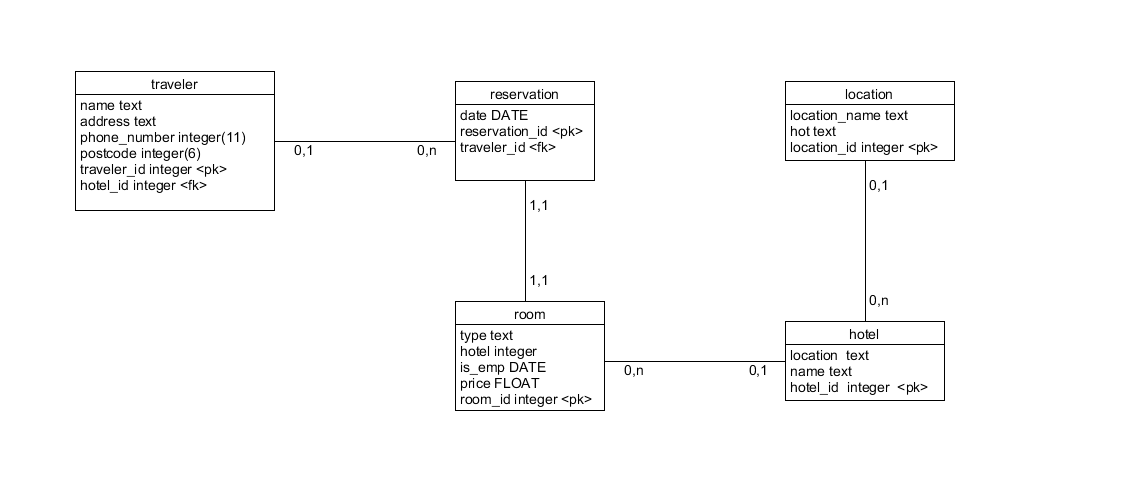 traveler
name text
address text
phone_number integer(11)
postcode integer(6)
traveler_id integer <pk>
hotel_id integer <fk>
0,1
0,n
reservation
date DATE
reservation_id <pk>
traveler_id <fk>
1,1
1,1
location
location_name text
hot text
location_id integer <pk>
0,1
0,n
room
type text
hotel integer
is_emp DATE
price FLOAT
room_id integer <pk>
0,n
0,1
hotel
location  text
name text
hotel_id  integer  <pk>